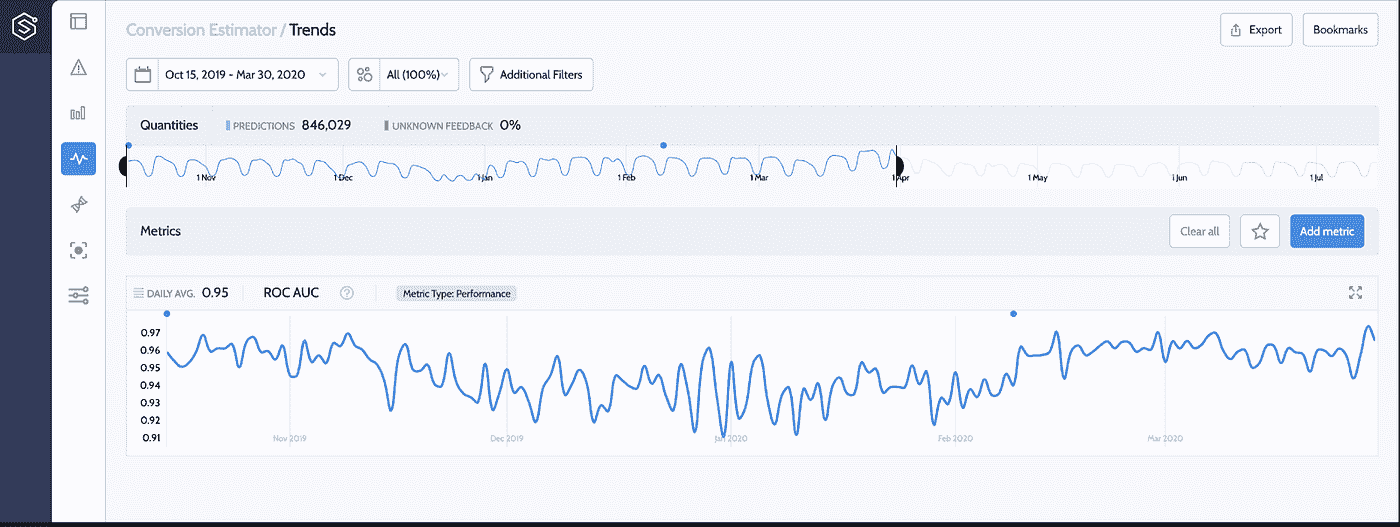 Conversion Estimator / Trends
Export
Bookmarks
Oct 15, 2019 - Mar 30, 2020
All (100%)
Additional Filters
Quantities PREDICTIONS 846,029 UNKNOWN FEEDBACK 0%
1 Nov 1 Dec 1 Jan 1 Feb 1 Mar 1 Apr 1 May 1 Jun 1 Jul
Metrics
Clear all
Add metric
DAILY AVG. 0.95 ROC AUC ? Metric Type: Performance
0.97
0.96
0.95
0.94
0.93
0.92
0.91
Nov 2019 Dec 2019 Jan 2020 Feb 2020 Mar 2020